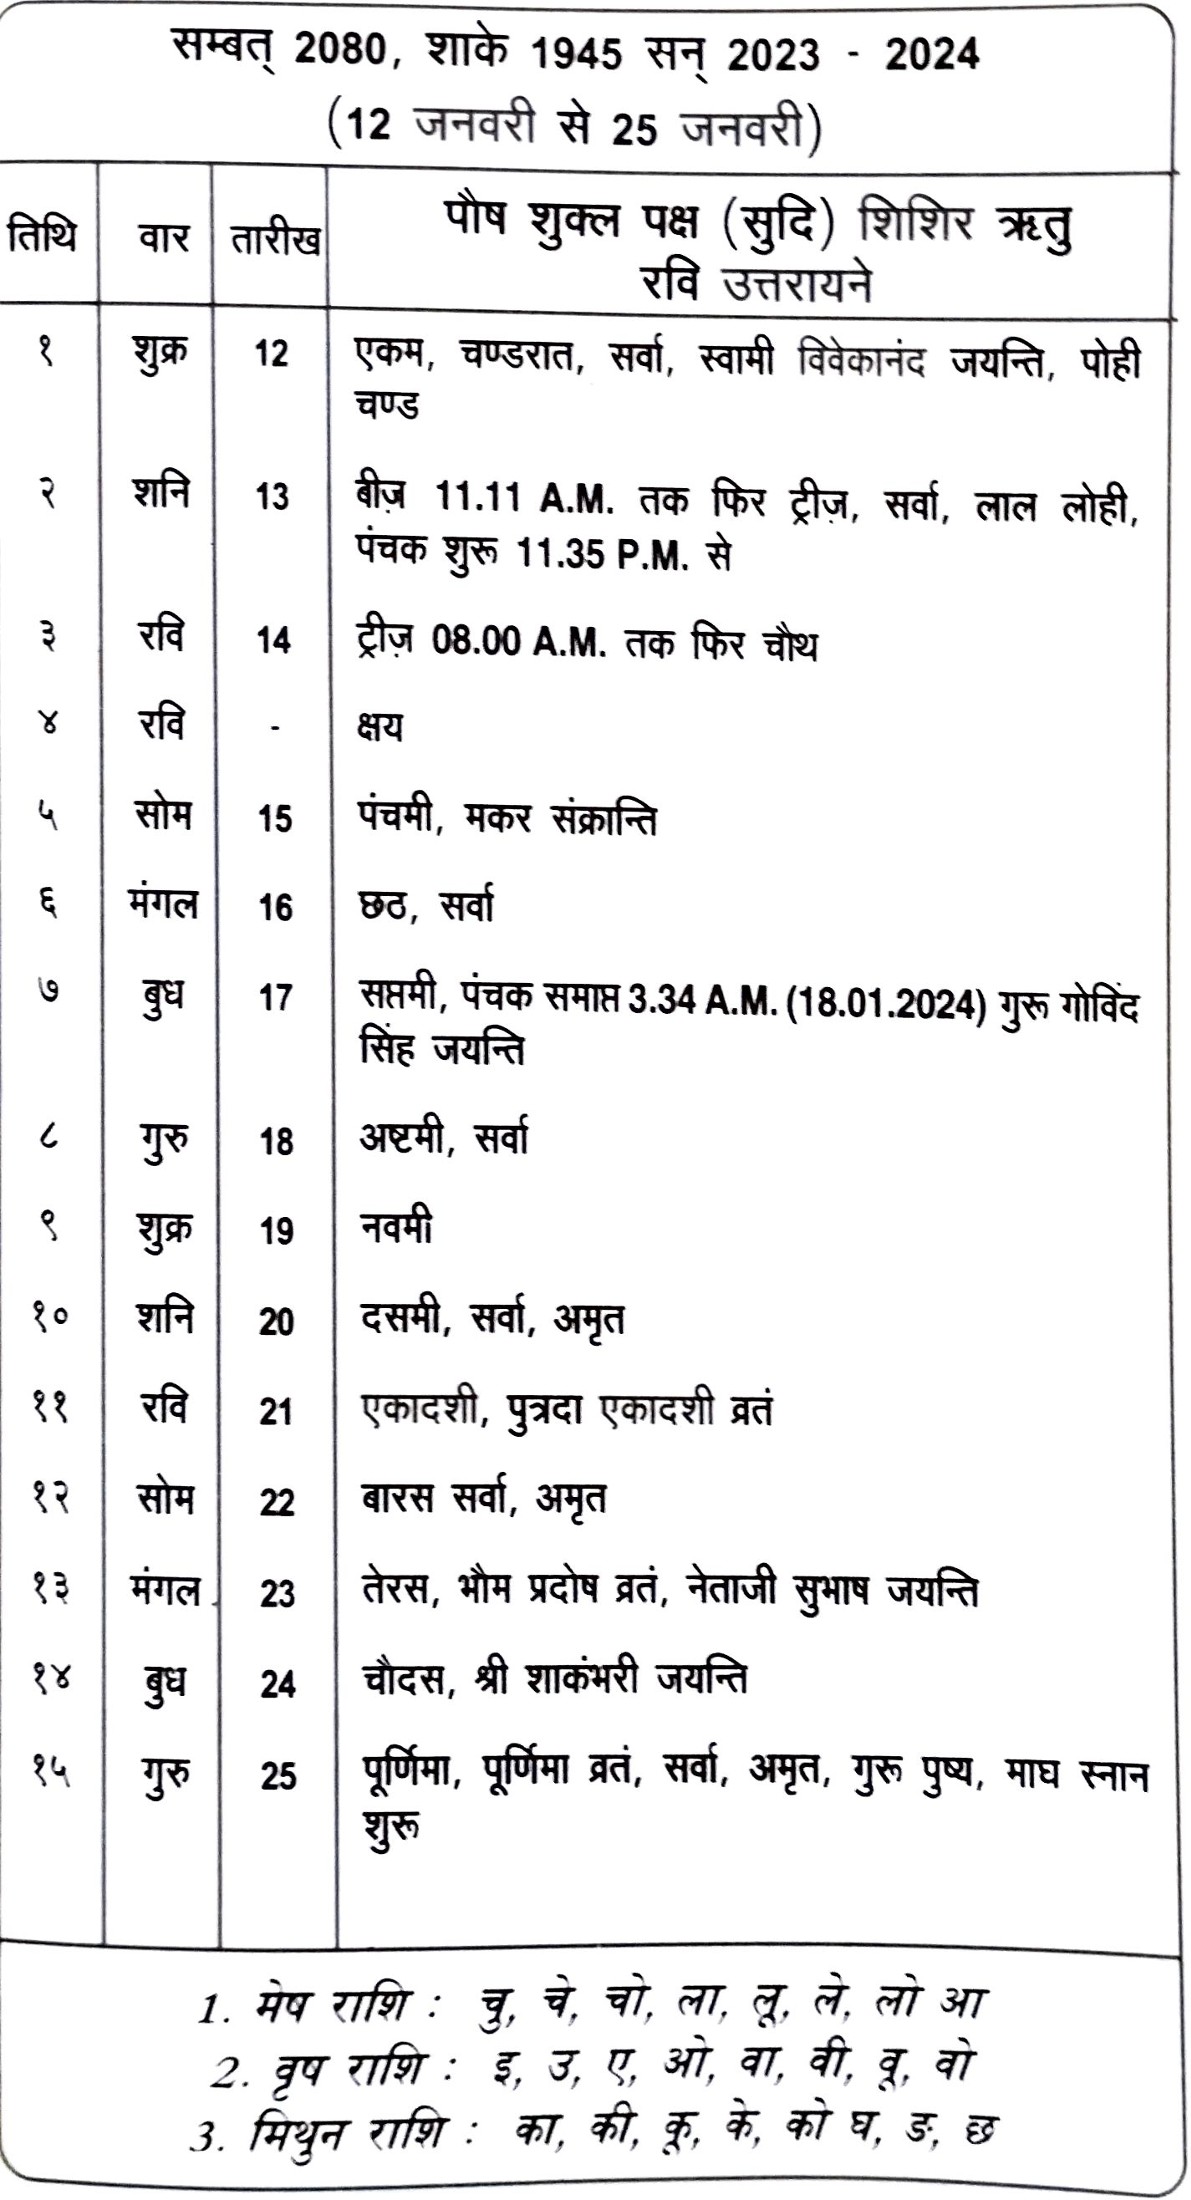 सम्बत् 2080, शाके 1945 सन् 2023 - 2024
(12 जनवरी से 25 जनवरी)
तिथि वार तारीख पौष शुक्ल पक्ष (सुदि) शिशिर ऋतु
रवि उत्तरायने
१ शुक्र 12 एकम, चण्डरात, सर्वा, स्वामी विवेकानंद जयन्ति, पोही
चण्ड
२ शनि 13 बीज़ 11.11 A.M. तक फिर ट्रीज़, सर्वा, लाल लोही,
पंचक शुरू 11.35 P.M. से
३ रवि 14 ट्रीज़ 08.00 A.M. तक फिर चौथ
४ रवि - क्षय
५ सोम 15 पंचमी, मकर संक्रान्ति
६ मंगल 16 छठ, सर्वा
७ बुध 17 सप्तमी, पंचक समाप्त 3.34 A.M. (18.01.2024) गुरू गोविंद
सिंह जयन्ति
८ गुरु 18 अष्टमी, सर्वा
९ शुक्र 19 नवमी
१० शनि 20 दसमी, सर्वा, अमृत
११ रवि 21 एकादशी, पुत्रदा एकादशी व्रतं
१२ सोम 22 बारस सर्वा, अमृत
१३ मंगल 23 तेरस, भौम प्रदोष व्रतं, नेताजी सुभाष जयन्ति
१४ बुध 24 चौदस, श्री शाकंभरी जयन्ति
१५ गुरु 25 पूर्णिमा, पूर्णिमा व्रतं, सर्वा, अमृत, गुरू पुष्य, माघ स्नान
शुरू
1. मेष राशि : चु, चे, चो, ला, लू, ले, लो आ
2. वृष राशि : इ, उ, ए, ओ, वा, वी, वू, वो
3. मिथुन राशि : का, की, कू, के, को घ, ङ, छ